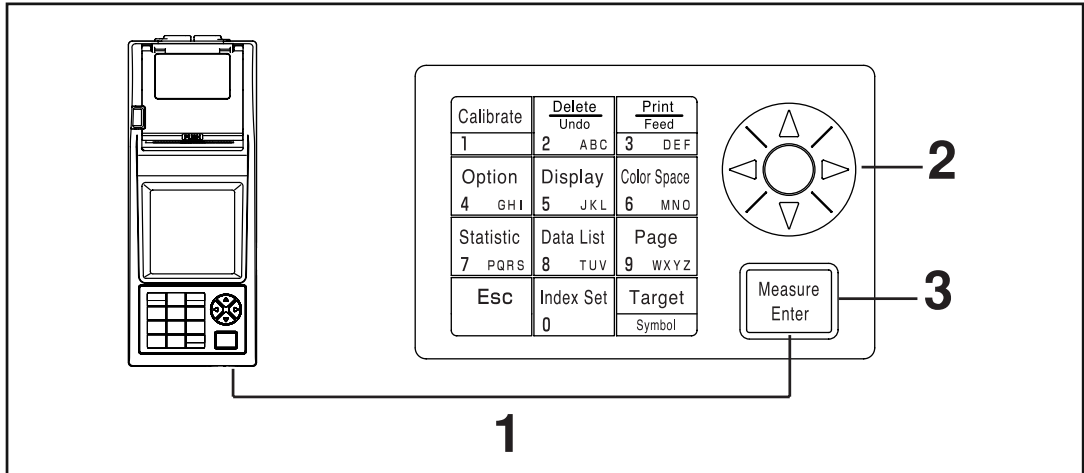 PUSH
Calibrate
1
Delete
Undo
2 ABC
Print
Feed
3 DEF
Option
4 GHI
Display
5 JKL
Color Space
6 MNO
Statistic
7 PQRS
Data List
8 TUV
Page
9 WXYZ
Esc
Index Set
0
Target
Symbol
Measure
Enter
2
3
1